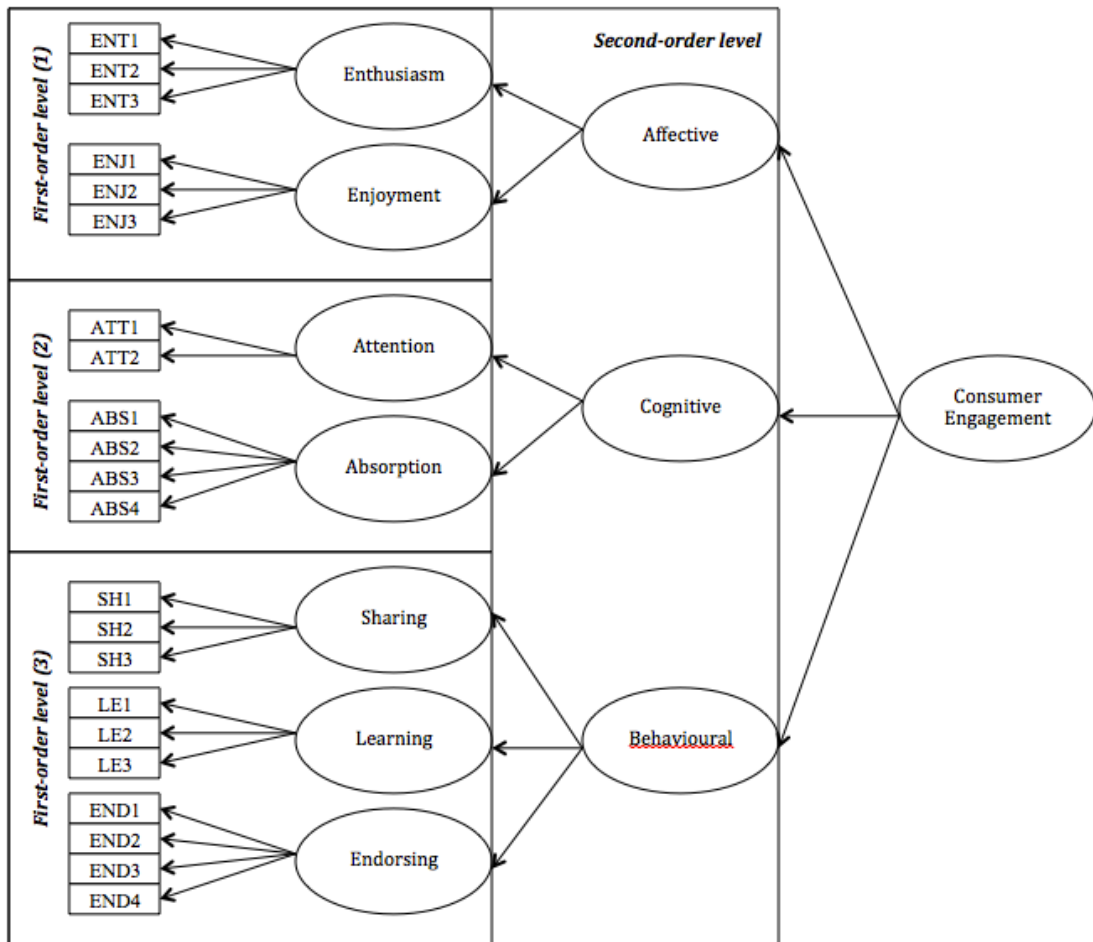 Second-order level
First-order level (1)
ENT1
ENT2
ENT3
Enthusiasm
ENJ1
ENJ2
ENJ3
Enjoyment
Affective
First-order level (2)
ATT1
ATT2
Attention
ABS1
ABS2
ABS3
ABS4
Absorption
Cognitive
Consumer
Engagement
First-order level (3)
SH1
SH2
SH3
Sharing
LE1
LE2
LE3
Learning
Behavioural
END1
END2
END3
END4
Endorsing